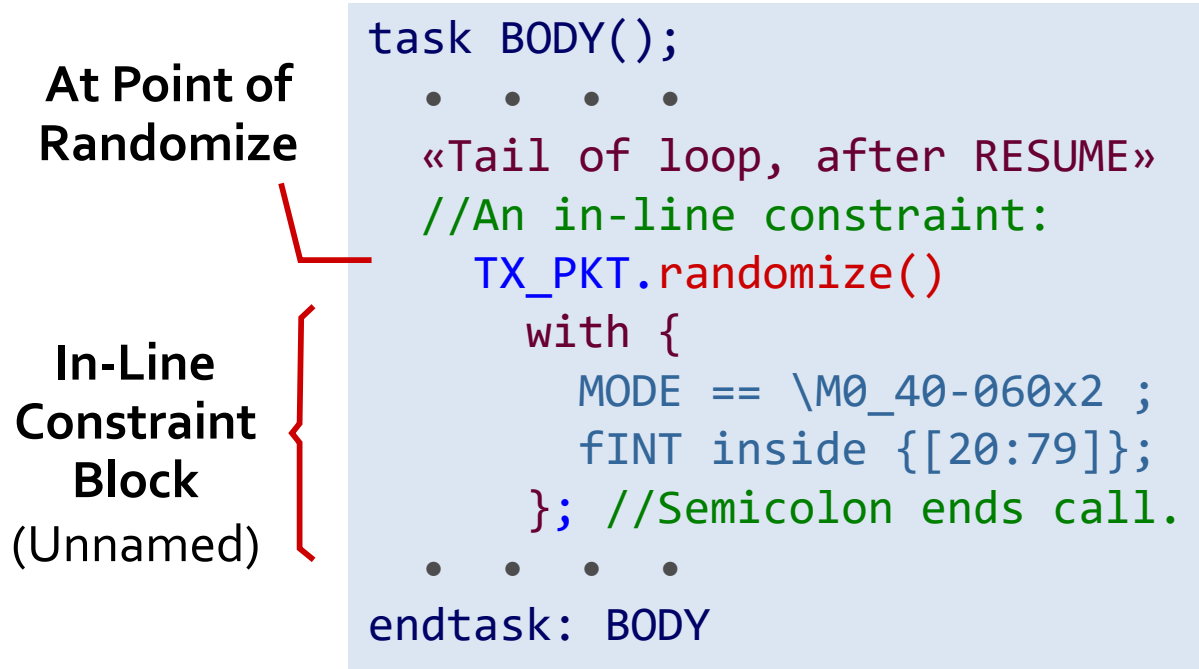 At Point of
Randomize
In-Line
Constraint
Block
(Unnamed)
task BODY();
• • • •
«Tail of loop, after RESUME»
//An in-line constraint:
TX_PKT.randomize()
with {
MODE == \M0_40-060x2 ;
fINT inside {[20:79]};
}; //Semicolon ends call.
• • • •
endtask: BODY